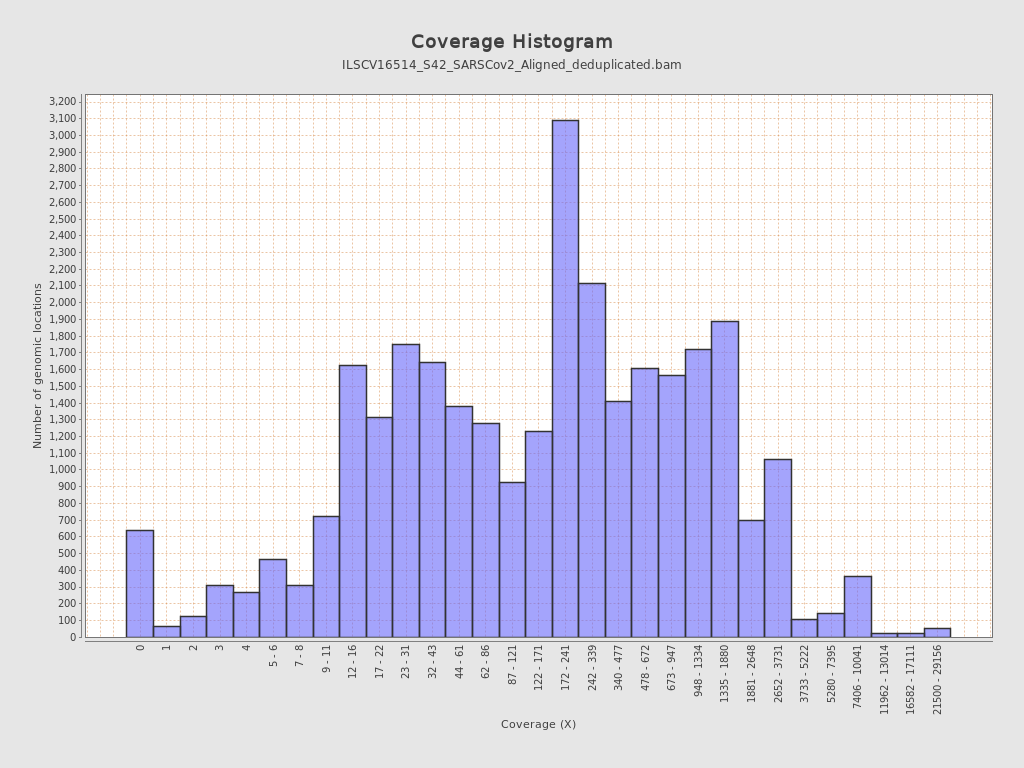 Coverage Histogram
ILSCV16514_S42_SARSCov2_Aligned_deduplicated.bam
3,200
3,100
3,000
2,900
2,800
2,700
2,600
2,500
2,400
2,300
2,200
2,100
2,000
1,900
1,800
1,700
1,600
1,500
1,400
1,300
1,200
1,100
1,000
900
800
700
600
500
400
300
200
100
0
Number of genomic locations
0
1
2
3
4
5 - 6
7 - 8
9 - 11
12 - 16
17 - 22
23 - 31
32 - 43
44 - 61
62 - 86
87 - 121
122 - 171
172 - 241
242 - 339
340 - 477
478 - 672
673 - 947
948 - 1334
1335 - 1880
1881 - 2648
2652 - 3731
3733 - 5222
5280 - 7395
7406 - 10041
11962 - 13014
16582 - 17111
21500 - 29156
Coverage (X)